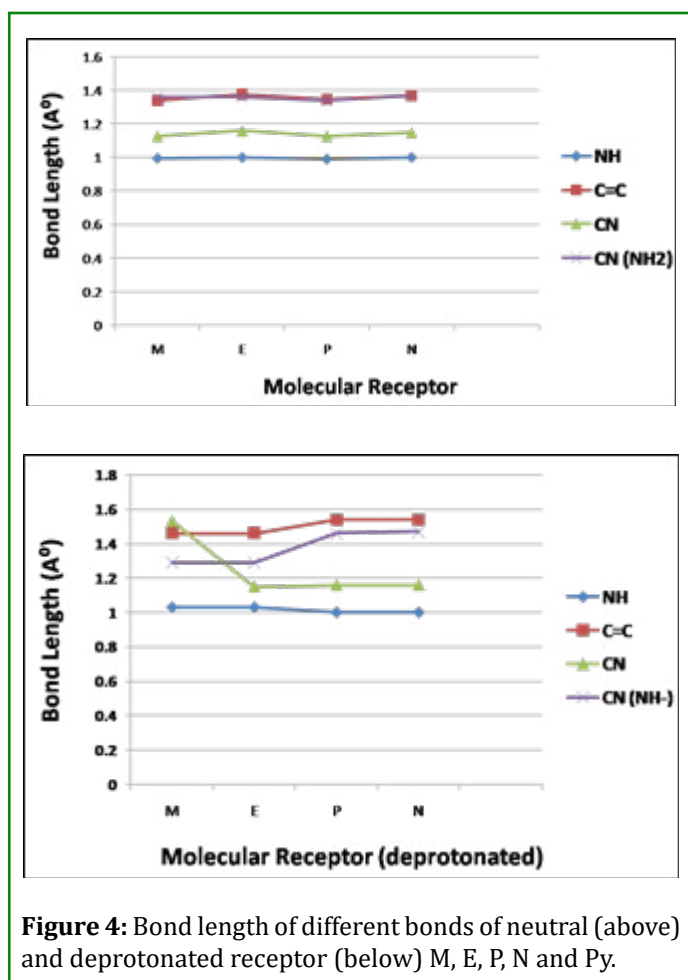 1.6
1.4
1.2
1
0.8
0.6
0.4
0.2
0
Bond Length (A⁰)
M E P N
Molecular Receptor
NH
C=C
CN
CN (NH2)
1.8
1.6
1.4
1.2
1
0.8
0.6
0.4
0.2
0
Bond Length (A⁰)
M E P N
Molecular Receptor (deprotonated)
NH
C=C
CN
CN (NH-)
Figure 4: Bond length of different bonds of neutral (above)
and deprotonated receptor (below) M, E, P, N and Py.